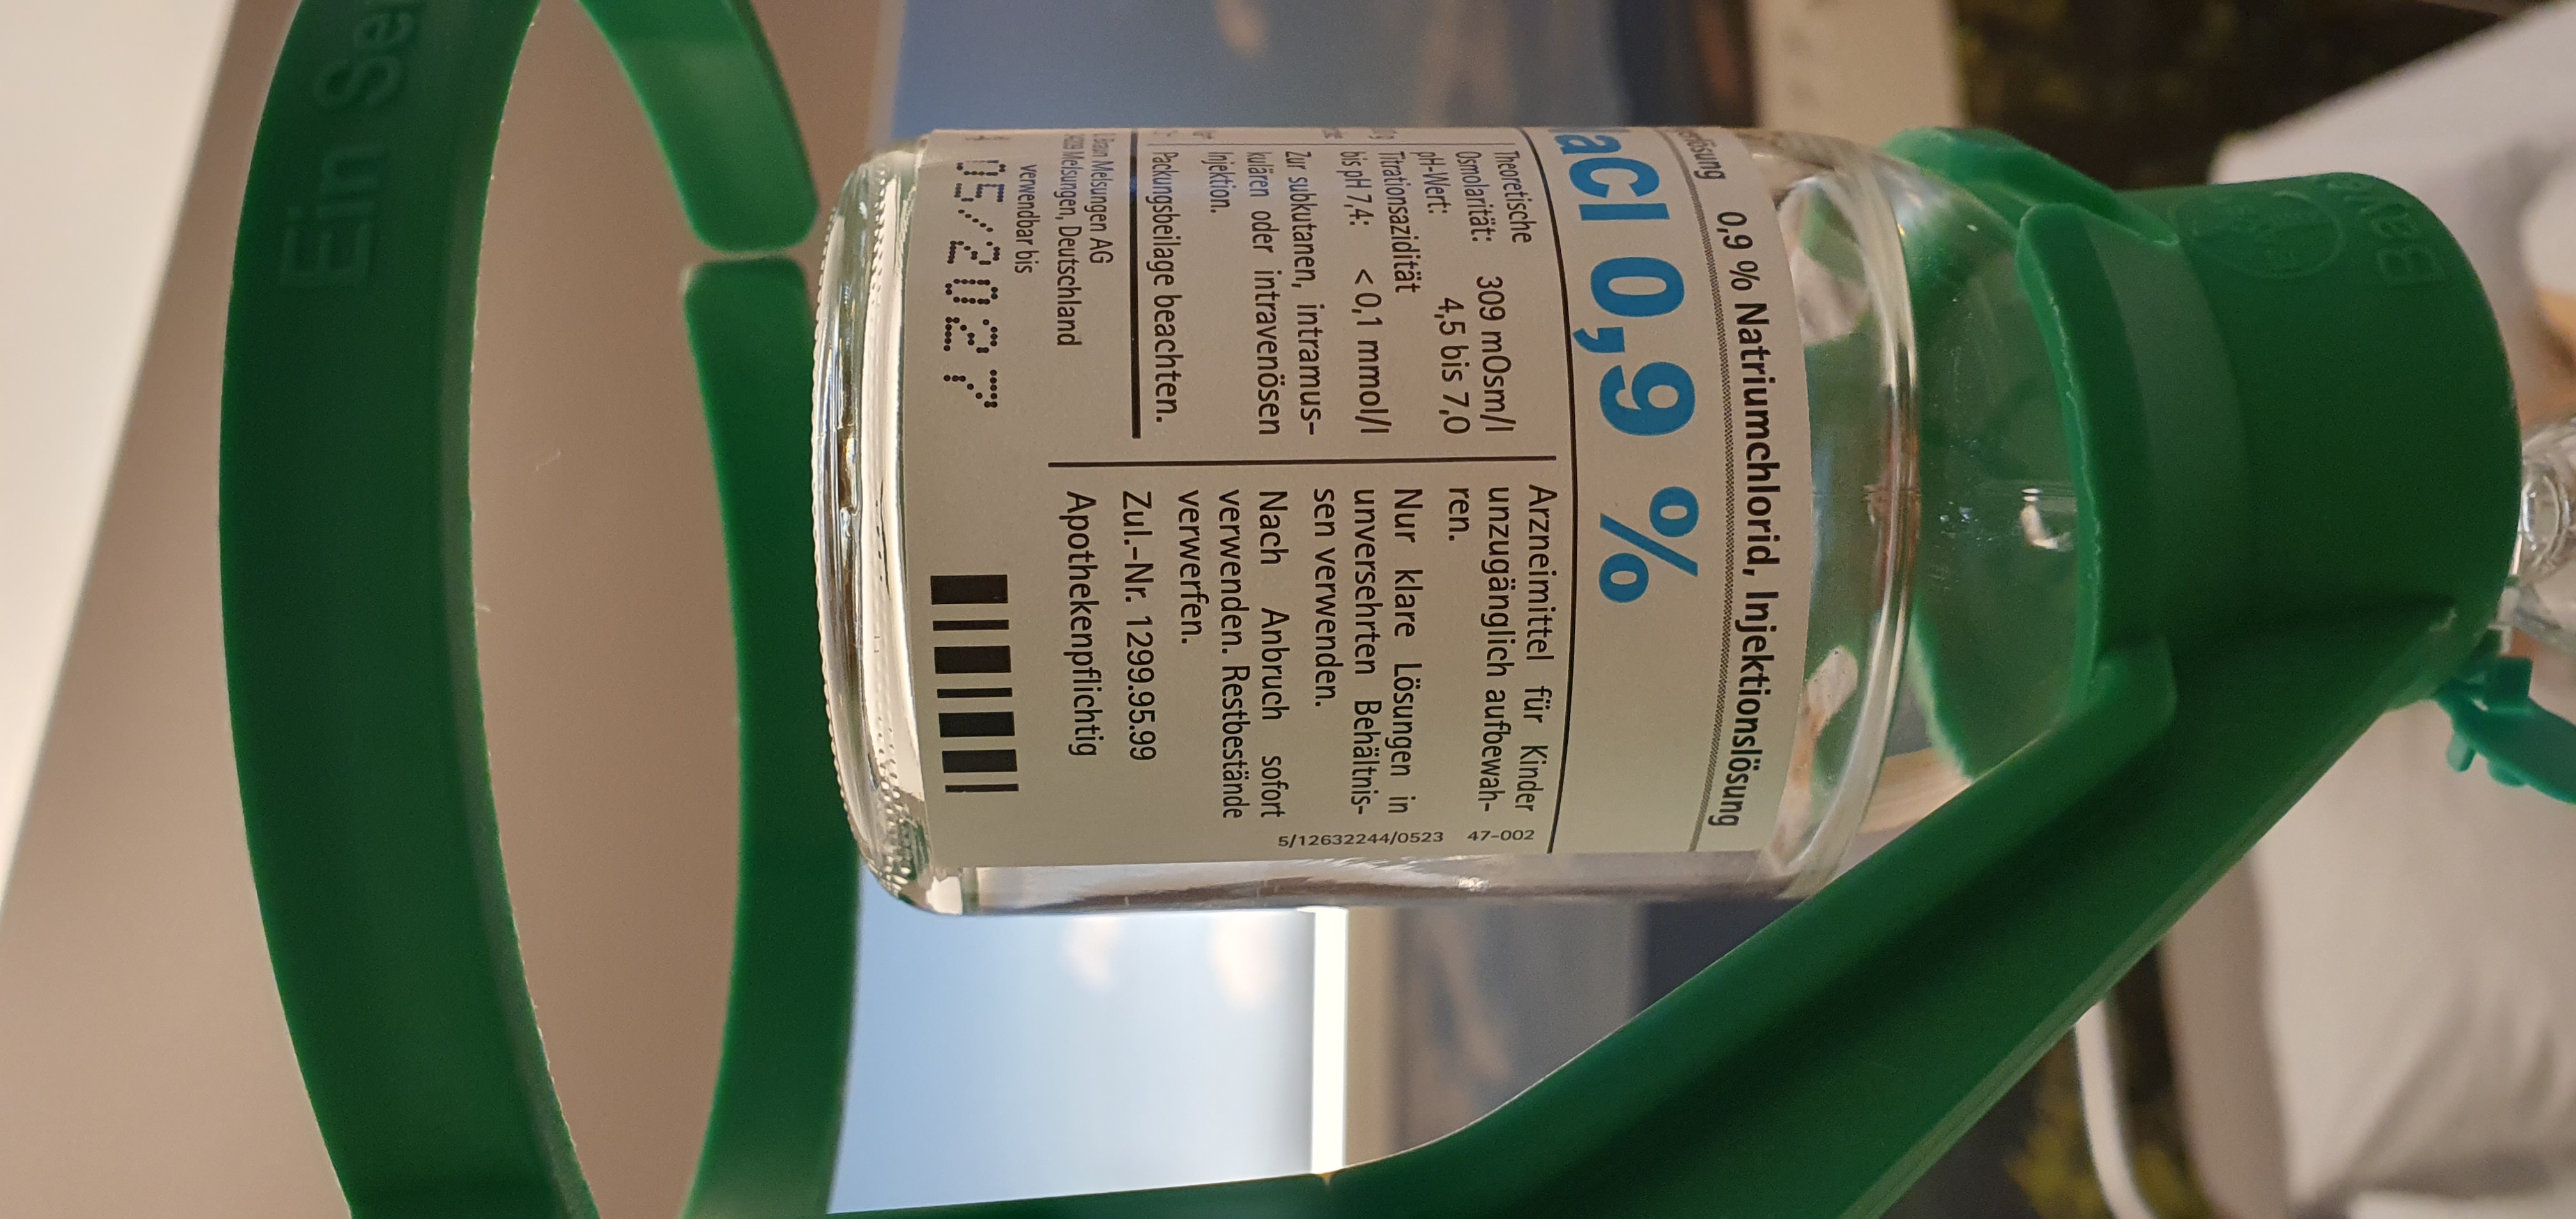 Ein
0,9 % Natriumchlorid, Injektionslösung
NaCl 0,9 %
Theoretische
Osmolarität: 309 mOsm/l
pH-Wert: 4,5 bis 7,0
Titrationsazidität
bis pH 7,4: < 0,1 mmol/l
Zur subkutanen, intramus-
kulären oder intravenösen
Injektion.
Packungsbeilage beachten.
B. Braun Melsungen AG
Melsungen, Deutschland
verwendbar bis
05/2027
Arzneimittel für Kinder
unzugänglich aufbewah-
ren.
Nur klare Lösungen in
unversehrten Behältnis-
sen verwenden.
Nach Anbruch sofort
verwenden. Restbestände
verwerfen.
Zul.-Nr. 1299.95.99
Apothekenpflichtig
5/12632244/0523 47-002